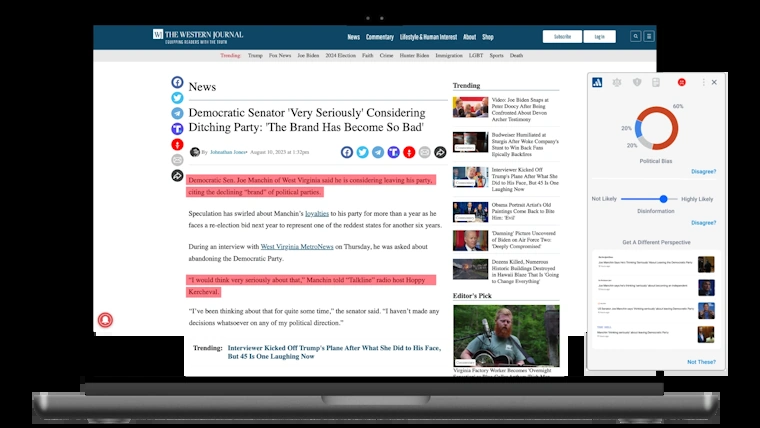 WJ THE WESTERN JOURNAL
EQUIPPING READERS WITH THE TRUTH
News Commentary Lifestyle & Human Interest About Shop
Subscribe Log in
Trending: Trump Fox News Joe Biden 2024 Election Faith Crime Hunter Biden Immigration LGBT Sports Death
News
Democratic Senator 'Very Seriously' Considering
Ditching Party: 'The Brand Has Become So Bad'
By Johnathan Jones August 10, 2023 at 1:52pm
Democratic Sen. Joe Manchin of West Virginia said he is considering leaving his party,
citing the declining “brand” of political parties.
Speculation has swirled about Manchin's loyalties to his party for more than a year as he
faces a re-election bid next year to represent one of the reddest states for another six years.
During an interview with West Virginia MetroNews on Thursday, he was asked about
abandoning the Democratic Party.
“I would think very seriously about that,” Manchin told “Talkline” radio host Hoppy
Kercheval.
“I've been thinking about that for quite some time,” the senator said. “I haven't made any
decisions whatsoever on any of my political direction.”
Trending: Interviewer Kicked Off Trump's Plane After What She Did to His Face,
But 45 Is One Laughing Now
Trending
Video: Joe Biden Snaps at
Peter Doocy After Being
Confronted About Devon
Archer Testimony
Budweiser Humiliated at
Sturgis After Woke Company's
Stunt to Win Back Fans
Epically Backfires
Interviewer Kicked Off
Trump's Plane After What She
Did to His Face, and 45 Is One
Laughing Now
Obama Portrait Artist's Old
Paintings Come Back to Bite
Him: 'Evil'
'Damning' Picture Uncovered
of Biden on Air Force Two:
'Deeply Compromised'
Dozens Killed, Numerous
Historic Buildings Destroyed
in Hawaii Blaze That Is 'Going
to Change Everything'
Editor's Pick
Virginia Factory Worker Becomes 'Overnight
60%
20%
20%
Political Bias
Disagree?
Not Likely Highly Likely
Disinformation
Disagree?
Get A Different Perspective
Not These?